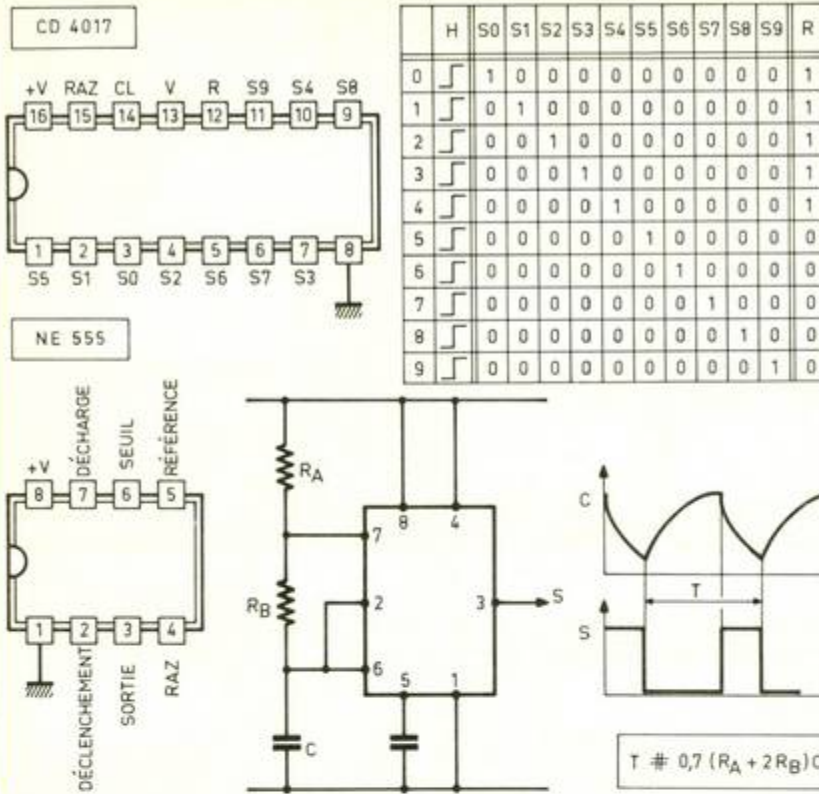 CD 4017
+V RAZ CL V R S9 S4 S8
16 15 14 13 12 11 10 9
1 2 3 4 5 6 7 8
S5 S1 S0 S2 S6 S7 S3
H S0 S1 S2 S3 S4 S5 S6 S7 S8 S9 R
0 1 0 0 0 0 0 0 0 0 0 1
1 0 1 0 0 0 0 0 0 0 0 1
2 0 0 1 0 0 0 0 0 0 0 1
3 0 0 0 1 0 0 0 0 0 0 1
4 0 0 0 0 1 0 0 0 0 0 1
5 0 0 0 0 0 1 0 0 0 0 0
6 0 0 0 0 0 0 1 0 0 0 0
7 0 0 0 0 0 0 0 1 0 0 0
8 0 0 0 0 0 0 0 0 1 0 0
9 0 0 0 0 0 0 0 0 0 1 0
NE 555
+V DÉCHARGE SEUIL RÉFÉRENCE
8 7 6 5
1 2 3 4
DÉCLENCHEMENT SORTIE RAZ
RA
RB
C
8 4
7
2
6
3 S
5 1
C
T
S
T # 0,7 (RA + 2RB) C